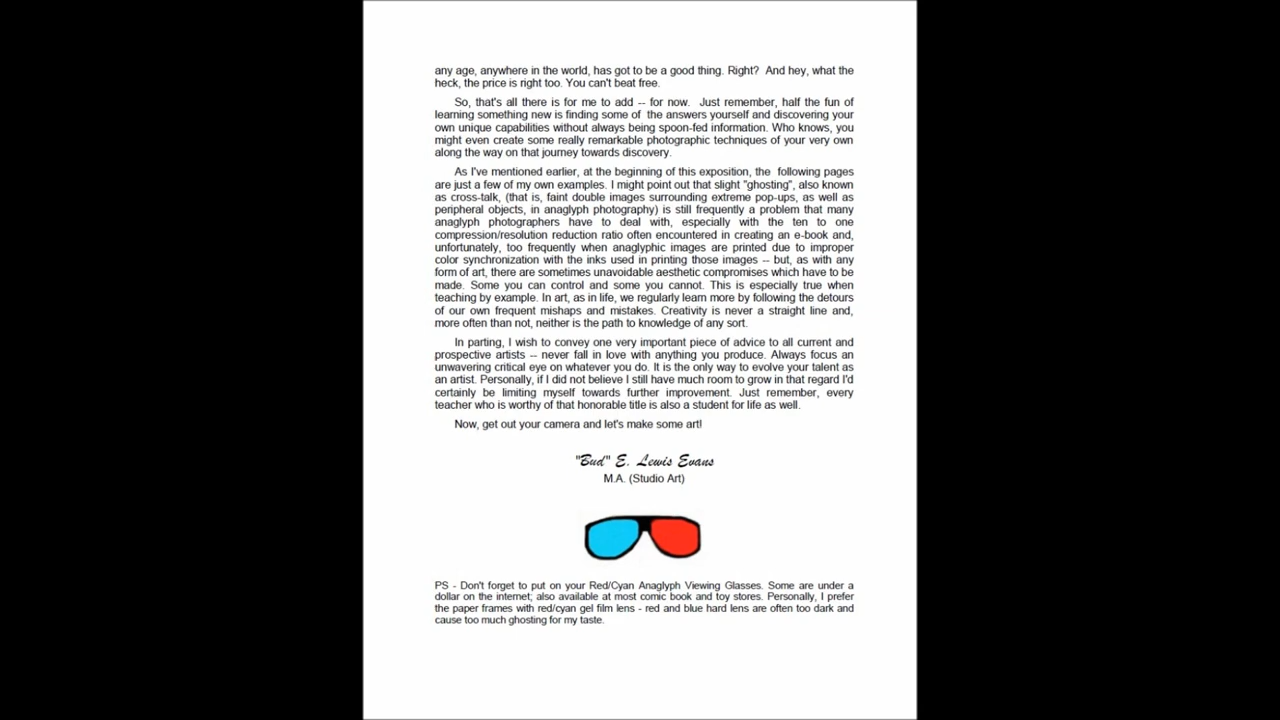 any age, anywhere in the world, has got to be a good thing. Right?  And hey, what the
heck, the price is right too. You can't beat free.
So, that's all there is for me to add -- for now.  Just remember, half the fun of
learning something new is finding some of  the answers yourself and discovering your
own unique capabilities without always being spoon-fed information. Who knows, you
might even create some really remarkable photographic techniques of your very own
along the way on that journey towards discovery.
As I've mentioned earlier, at the beginning of this exposition, the  following pages
are just a few of my own examples. I might point out that slight "ghosting", also known
as cross-talk, (that is, faint double images surrounding extreme pop-ups, as well as
peripheral objects, in anaglyph photography) is still frequently a problem that many
anaglyph photographers have to deal with, especially with the ten to one
compression/resolution reduction ratio often encountered in creating an e-book and,
unfortunately, too frequently when anaglyphic images are printed due to improper
color synchronization with the inks used in printing those images -- but, as with any
form of art, there are sometimes unavoidable aesthetic compromises which have to be
made. Some you can control and some you cannot. This is especially true when
teaching by example. In art, as in life, we regularly learn more by following the detours
of our own frequent mishaps and mistakes. Creativity is never a straight line and,
more often than not, neither is the path to knowledge of any sort.
In parting, I wish to convey one very important piece of advice to all current and
prospective artists -- never fall in love with anything you produce. Always focus an
unwavering critical eye on whatever you do. It is the only way to evolve your talent as
an artist. Personally, if I did not believe I still have much room to grow in that regard I'd
certainly be limiting myself towards further improvement. Just remember, every
teacher who is worthy of that honorable title is also a student for life as well.
Now, get out your camera and let's make some art!
"Bud" E. Lewis Evans
M.A. (Studio Art)
PS - Don't forget to put on your Red/Cyan Anaglyph Viewing Glasses. Some are under a
dollar on the internet; also available at most comic book and toy stores. Personally, I prefer
the paper frames with red/cyan gel film lens - red and blue hard lens are often too dark and
cause too much ghosting for my taste.